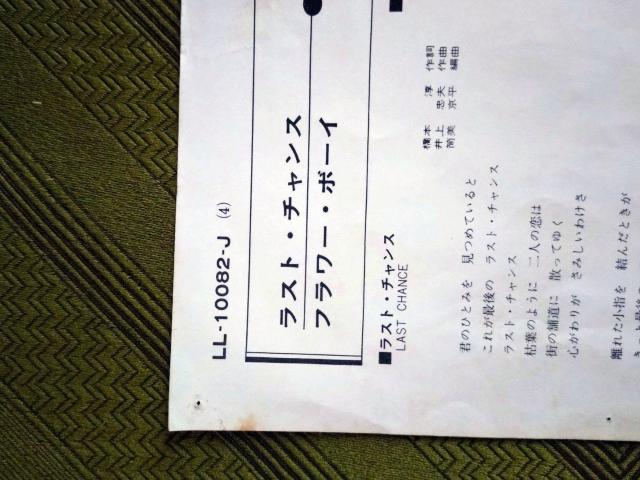 LL-10082-J (4)
ラスト・チャンス
フラワー・ボーイ
■ラスト・チャンス
LAST CHANCE
橋本 淳 作詞
井上 忠夫 作曲
筒美 京平 編曲
君のひとみを 見つめていると
これが最後の ラスト・チャンス
ラスト・チャンス
枯葉のように 二人の恋は
街の舗道に 散ってゆく
心がわりが さみしいわけさ
離れた小指を 結んだときが